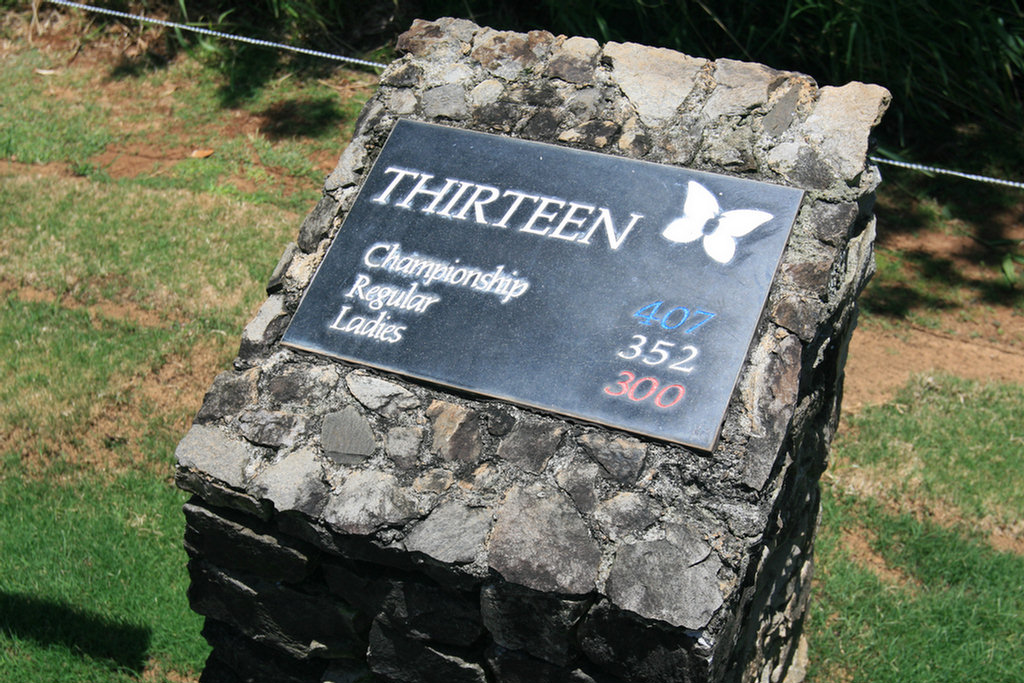 THIRTEEN
Championship 407
Regular 352
Ladies 300